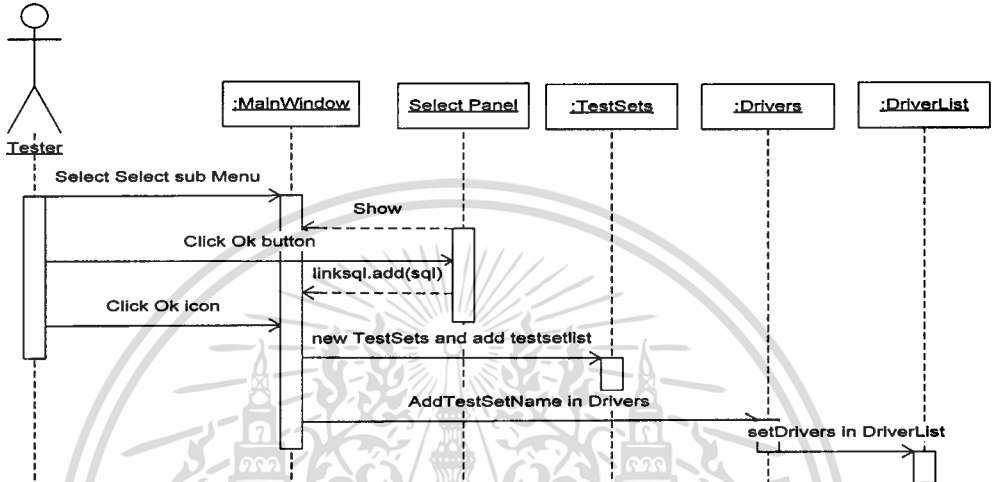 :MainWindow
Select Panel
:TestSets
:Drivers
:DriverList
Tester
Select Select sub Menu
Show
Click Ok button
linksql.add(sql)
Click Ok icon
new TestSets and add testsetlist
AddTestSetName in Drivers
setDrivers in DriverList